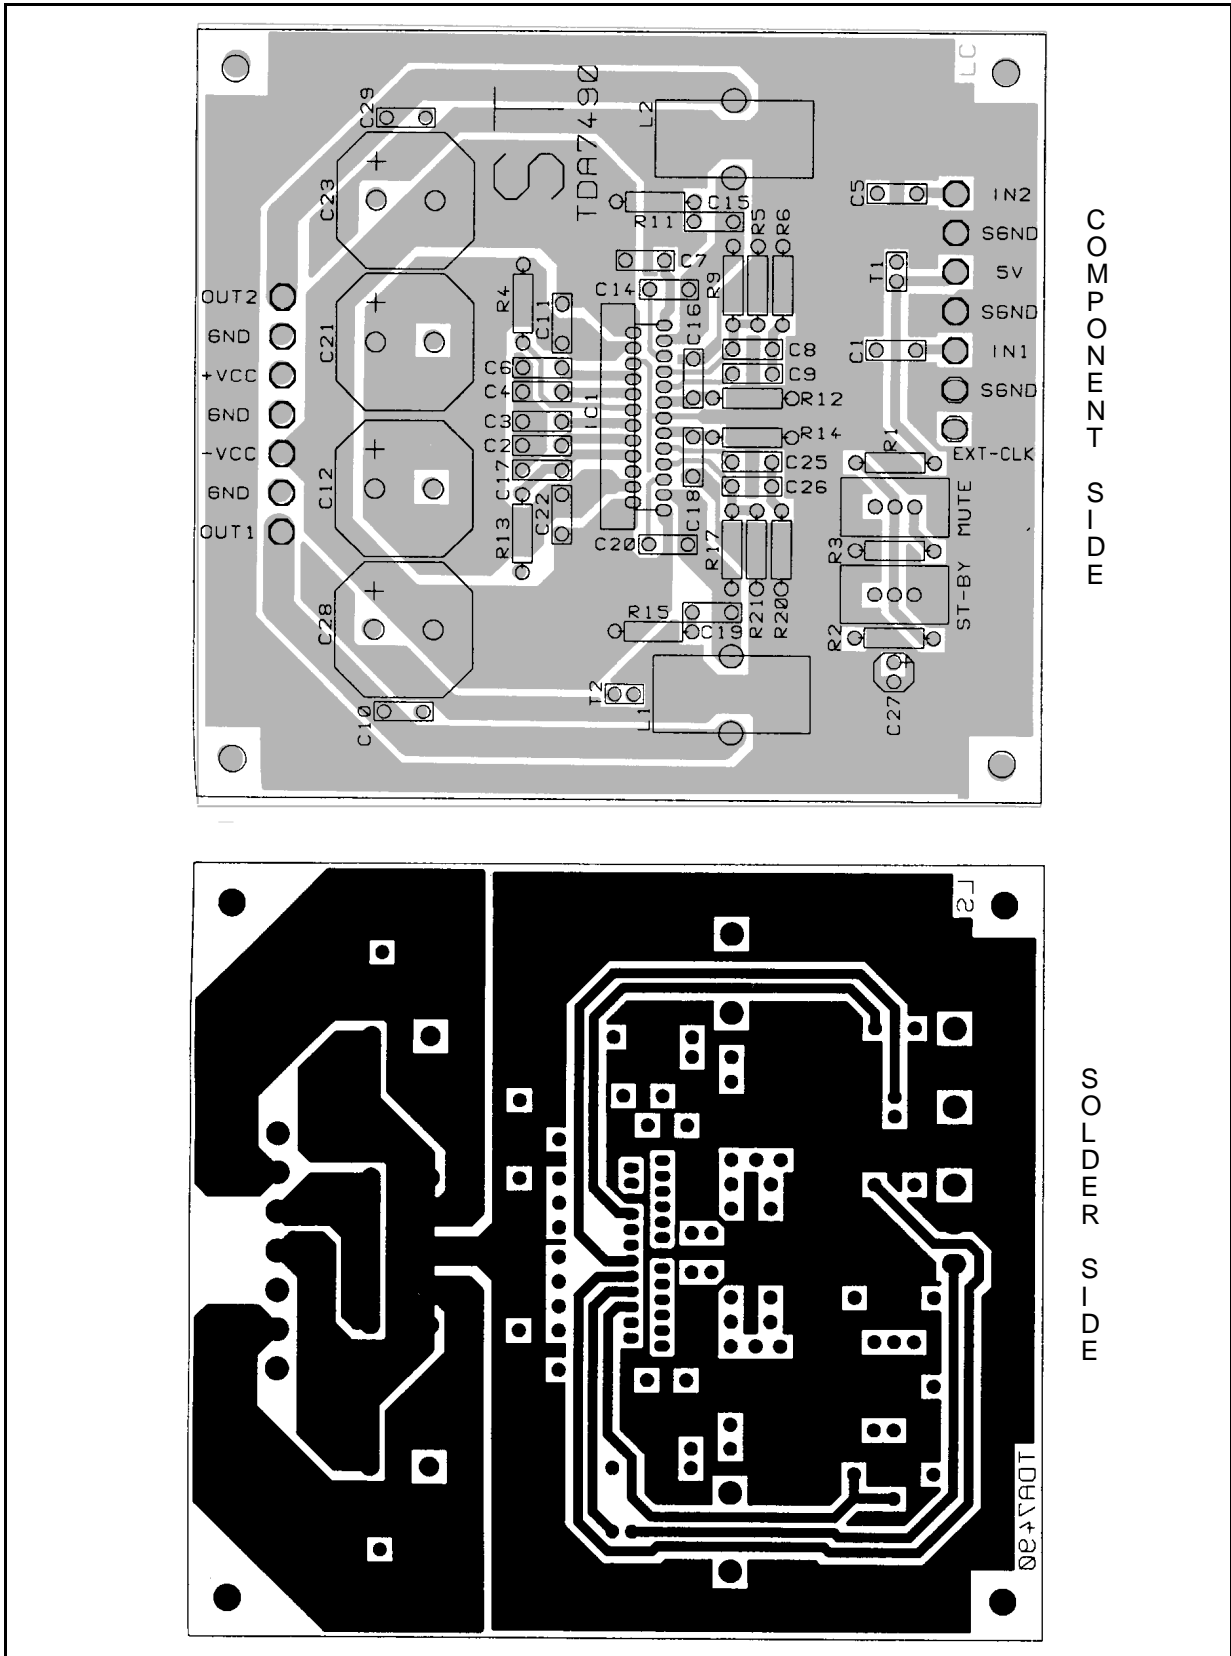 LC
C29
C23
C21
C12
C28
C10
ST
TDA7490
L2
R11
C15
C7
C14
R5
R6
R9
C16
R4
C11
C6
C4
C3
C2
C17
R13
C22
IC1
C8
C9
R12
R14
C25
C26
C18
C20
R17
R21
R20
R15
C19
T2
L1
C5
T1
C1
R1
R3
R2
C27
MUTE
ST-BY
IN2
SGND
5V
SGND
IN1
SGND
EXT-CLK
OUT2
GND
+VCC
GND
-VCC
GND
OUT1
COMPONENT SIDE
LS
TDA7490
SOLDER SIDE